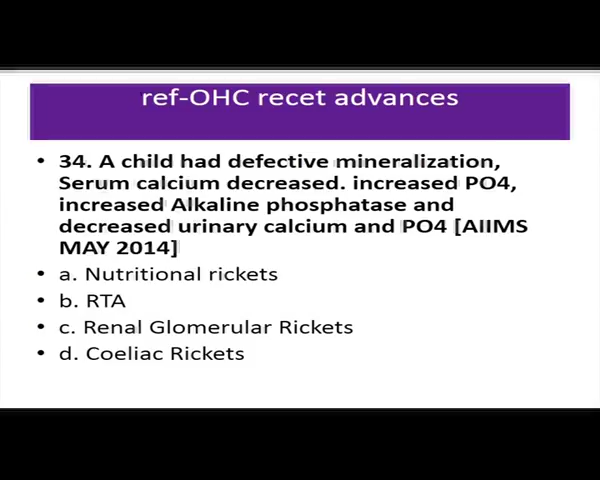 ref-OHC recet advances
• 34. A child had defective mineralization,
Serum calcium decreased. increased PO4,
increased Alkaline phosphatase and
decreased urinary calcium and PO4 [AIIMS
MAY 2014]
• a. Nutritional rickets
• b. RTA
• c. Renal Glomerular Rickets
• d. Coeliac Rickets